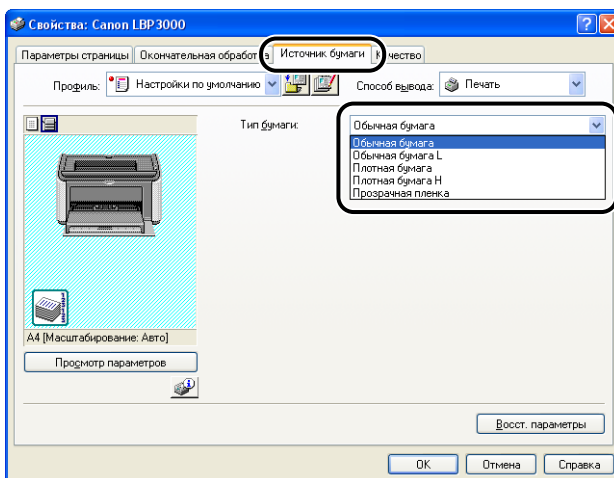 Свойства: Canon LBP3000
Параметры страницы Окончательная обработка Источник бумаги Качество
Профиль: Настройки по умолчанию Способ вывода: Печать
Тип бумаги: Обычная бумага
Обычная бумага
Обычная бумага L
Плотная бумага
Плотная бумага H
Прозрачная пленка
A4 [Масштабирование: Авто]
Просмотр параметров
Восст. параметры
OK Отмена Справка